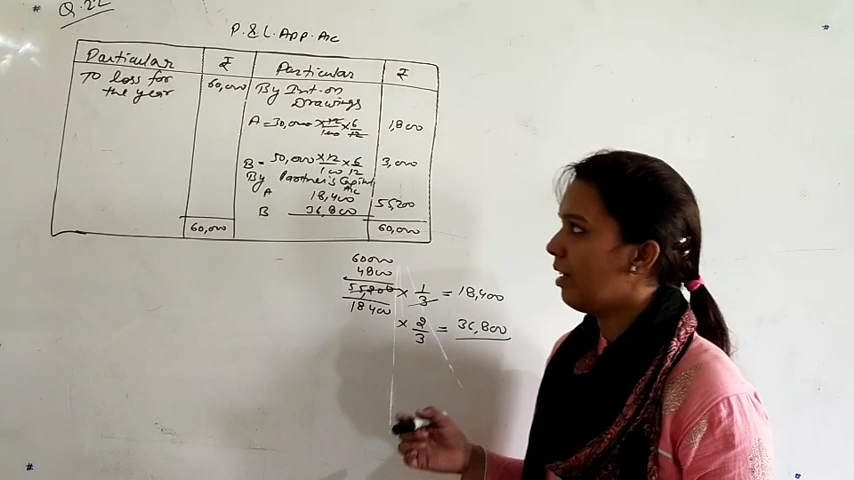 Q.22
P.&L.APP.A/C
Particular ₹ Particular ₹
To loss for the year 60,000 By Int-on Drawings
A = 30,000 × 12/100 × 6/12 1,800
B = 50,000 × 12/100 × 6/12 3,000
By Partner's Capital A/c
A 18,400
B 36,800 55,200
60,000 60,000
60000
4800
55,200 × 1/3 = 18,400
18400
× 2/3 = 36,800